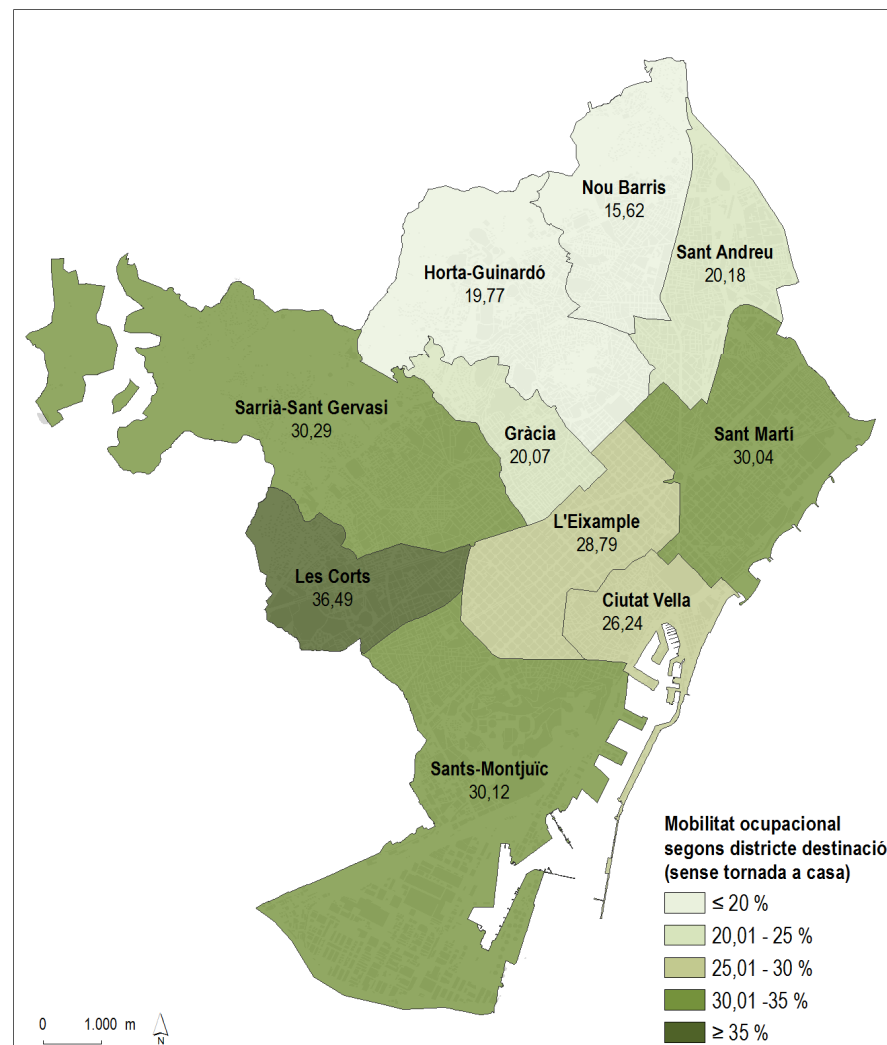 Nou Barris
15,62
Sant Andreu
20,18
Horta-Guinardó
19,77
Sarrià-Sant Gervasi
30,29
Gràcia
20,07
Sant Martí
30,04
L'Eixample
28,79
Les Corts
36,49
Ciutat Vella
26,24
Sants-Montjuïc
30,12
Mobilitat ocupacional
segons districte destinació
(sense tornada a casa)
≤ 20 %
20,01 - 25 %
25,01 - 30 %
30,01 -35 %
≥ 35 %
0 1.000 m
N